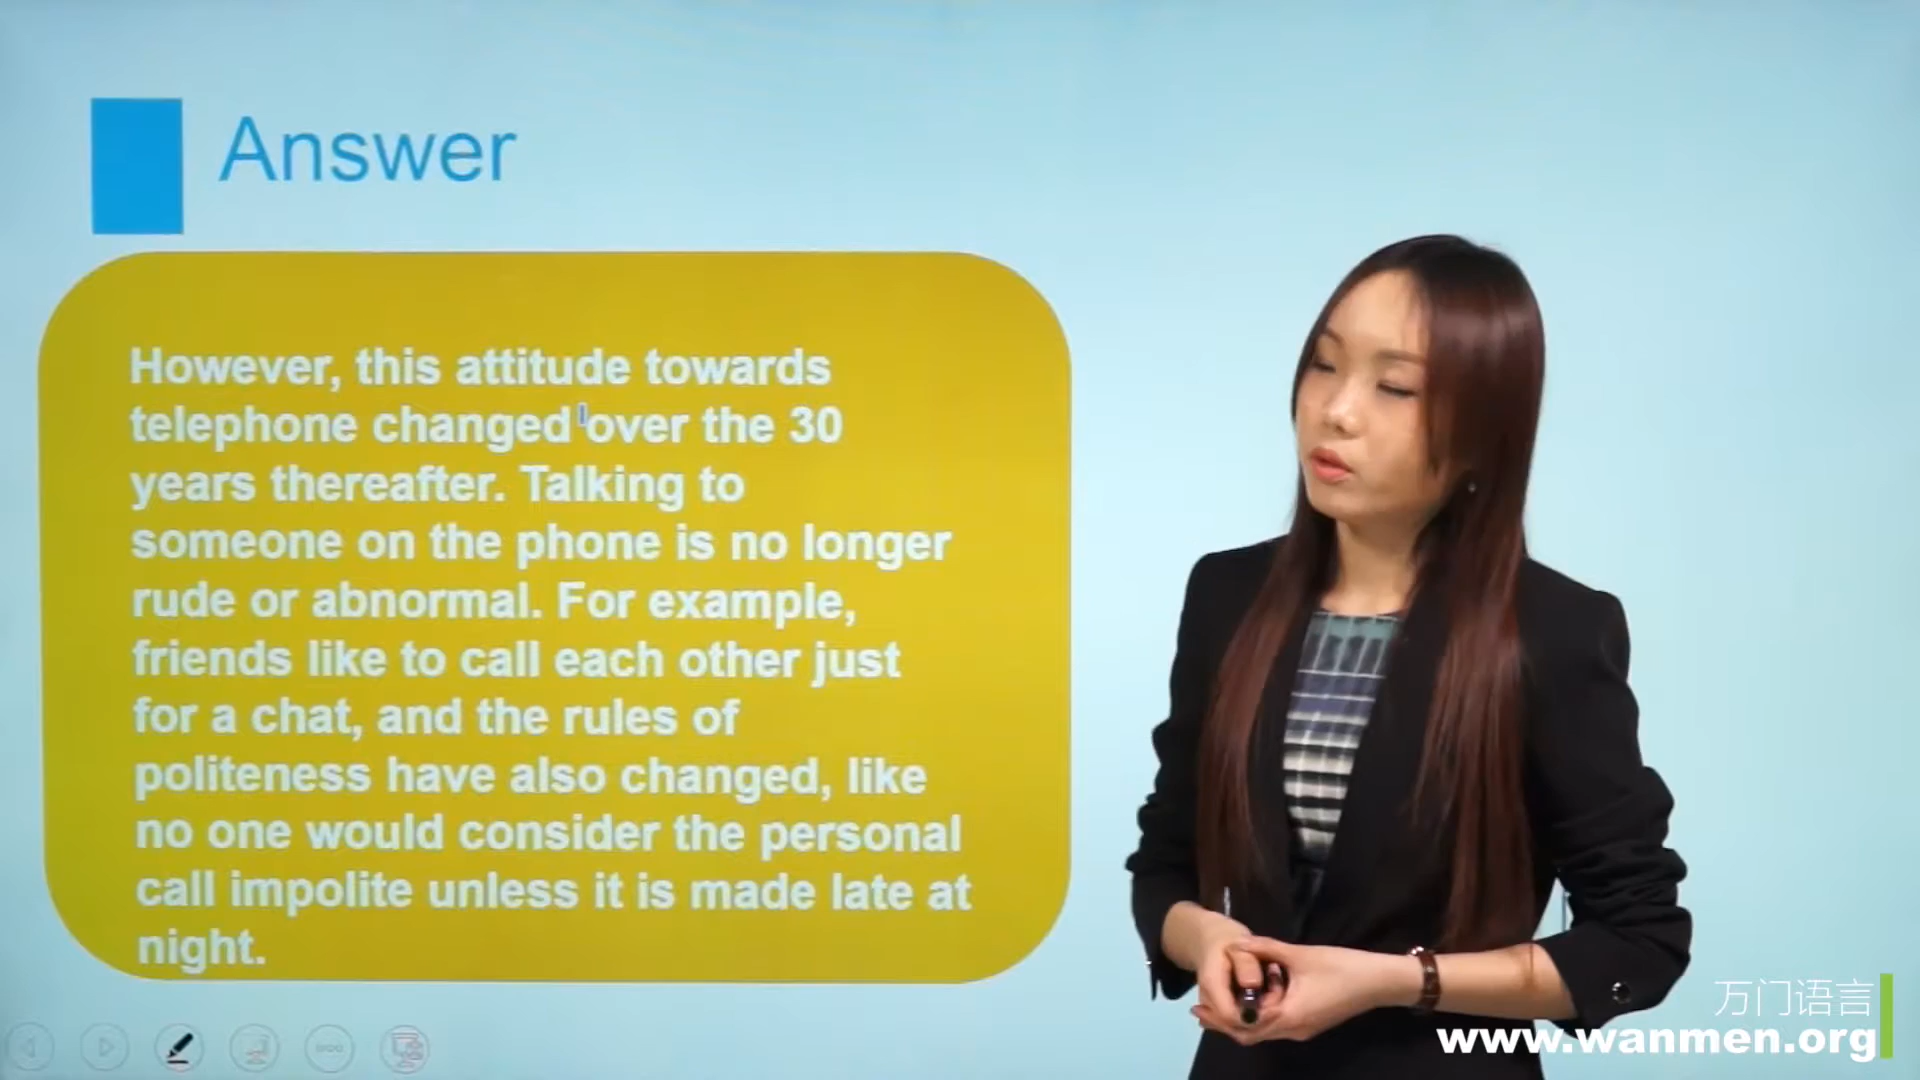 Answer
However, this attitude towards
telephone changed over the 30
years thereafter. Talking to
someone on the phone is no longer
rude or abnormal. For example,
friends like to call each other just
for a chat, and the rules of
politeness have also changed, like
no one would consider the personal
call impolite unless it is made late at
night.
万门语言
www.wanmen.org